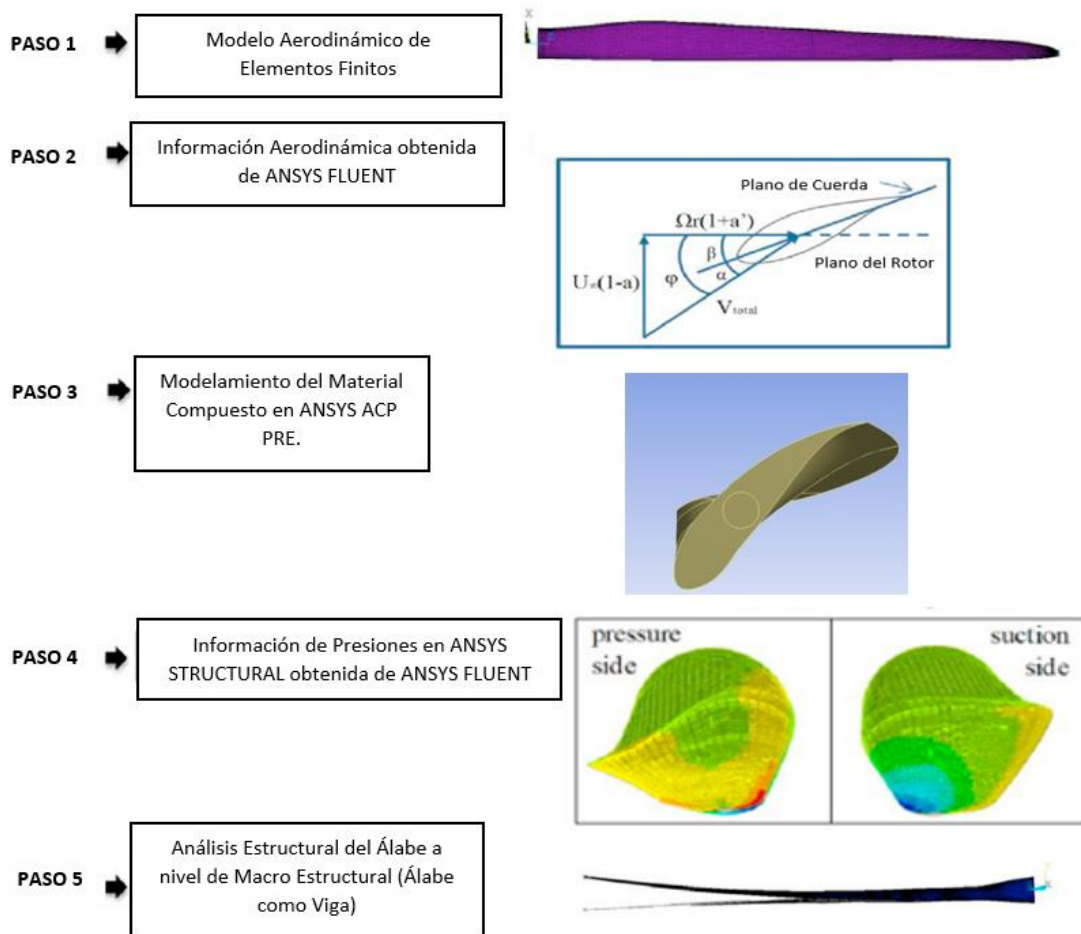 PASO 1
Modelo Aerodinámico de
Elementos Finitos
X
PASO 2
Información Aerodinámica obtenida
de ANSYS FLUENT
Plano de Cuerda
Ωr(1+a')
β
Plano del Rotor
U∞(1-a)
φ
α
Vtotal
PASO 3
Modelamiento del Material
Compuesto en ANSYS ACP
PRE.
PASO 4
Información de Presiones en ANSYS
STRUCTURAL obtenida de ANSYS FLUENT
pressure
side
suction
side
PASO 5
Análisis Estructural del Álabe a
nivel de Macro Estructural (Álabe
como Viga)
X